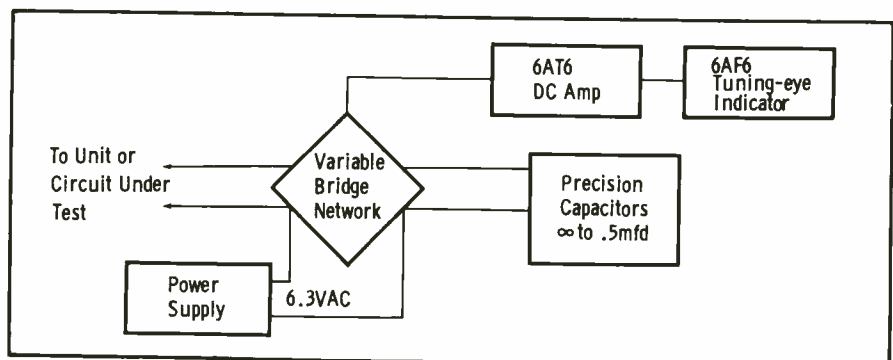 6AT6
DC Amp
6AF6
Tuning-eye
Indicator
To Unit or
Circuit Under
Test
Variable
Bridge
Network
Precision
Capacitors
∞ to .5mfd
Power
Supply
6.3VAC